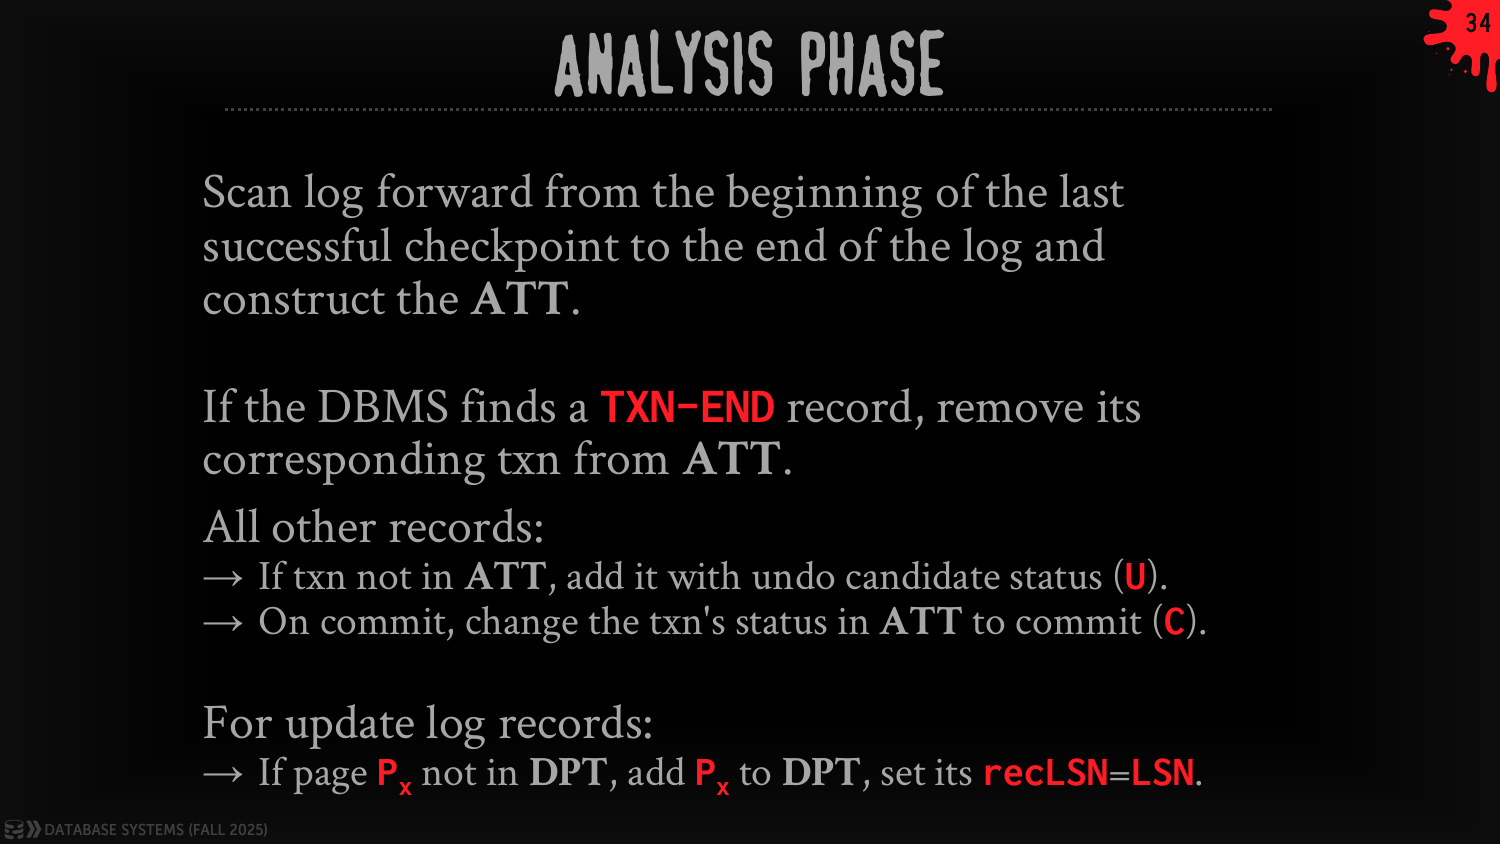 34
ANALYSIS PHASE
Scan log forward from the beginning of the last
successful checkpoint to the end of the log and
construct the ATT.
If the DBMS finds a TXN-END record, remove its
corresponding txn from ATT.
All other records:
→ If txn not in ATT, add it with undo candidate status (U).
→ On commit, change the txn's status in ATT to commit (C).
For update log records:
→ If page Px not in DPT, add Px to DPT, set its recLSN=LSN.
DATABASE SYSTEMS (FALL 2025)